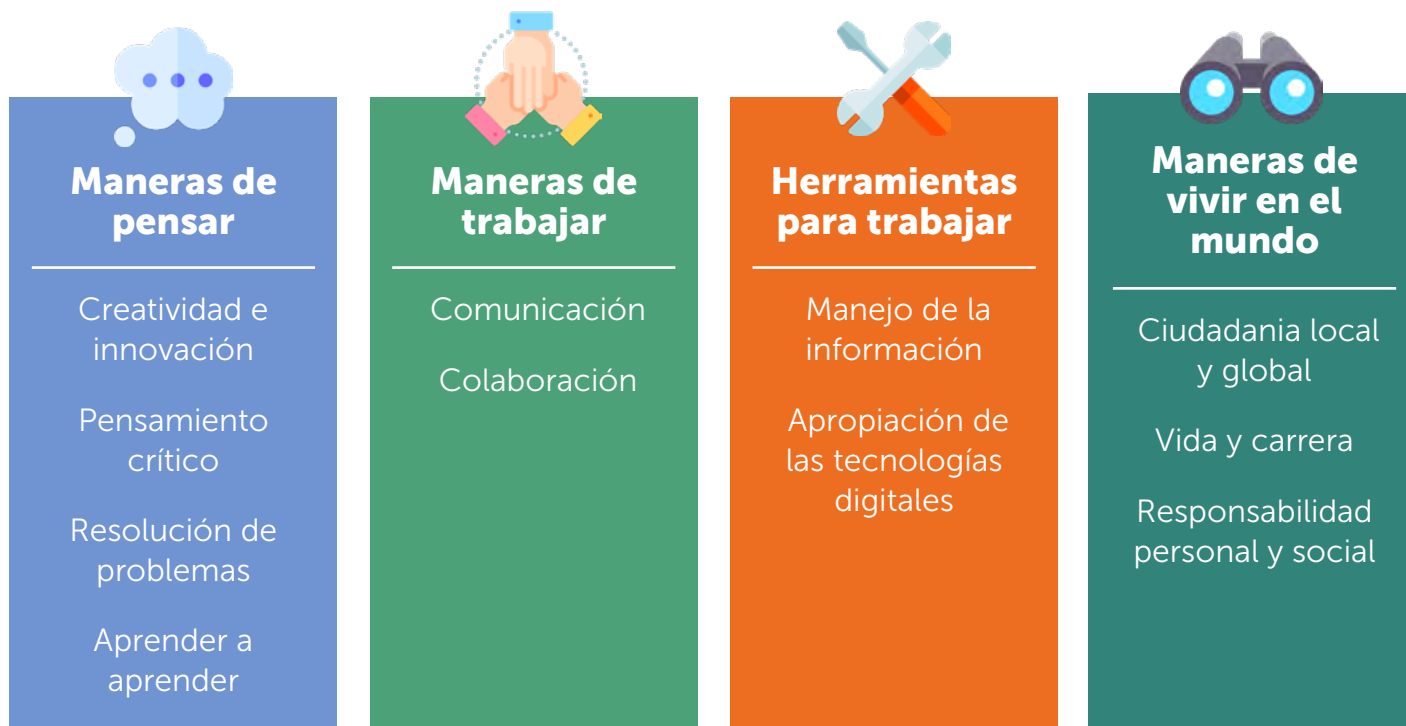 Maneras de
pensar
Creatividad e
innovación
Pensamiento
crítico
Resolución de
problemas
Aprender a
aprender
Maneras de
trabajar
Comunicación
Colaboración
Herramientas
para trabajar
Manejo de la
información
Apropiación de
las tecnologías
digitales
Maneras de
vivir en el
mundo
Ciudadania local
y global
Vida y carrera
Responsabilidad
personal y social